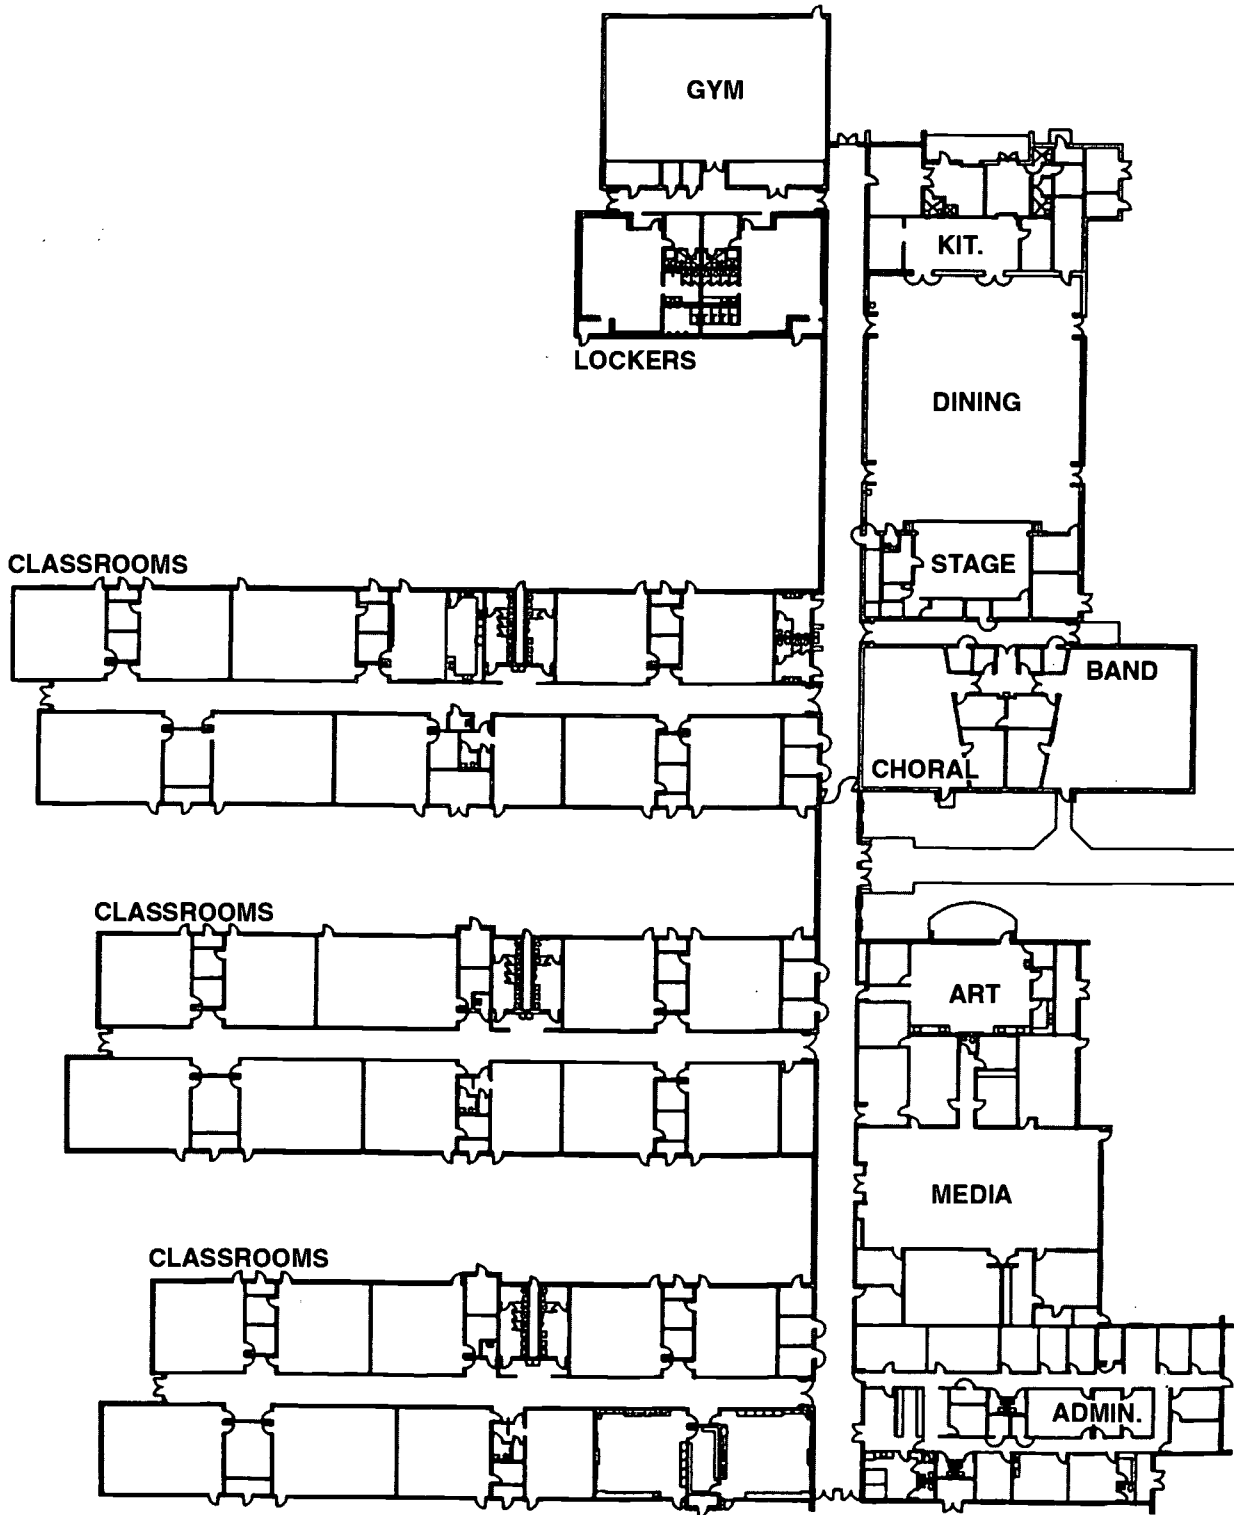 GYM
KIT.
LOCKERS
DINING
STAGE
CLASSROOMS
BAND
CHORAL
CLASSROOMS
ART
MEDIA
CLASSROOMS
ADMIN.